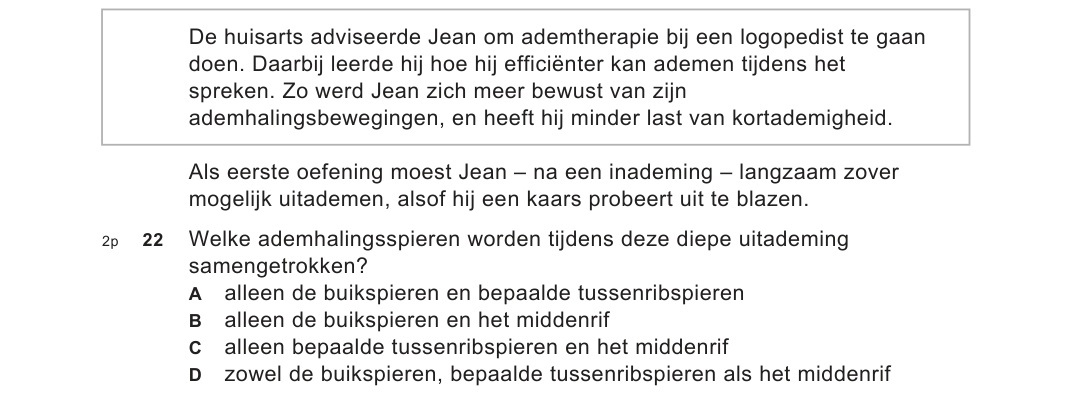 De huisarts adviseerde Jean om ademtherapie bij een logopedist te gaan
doen. Daarbij leerde hij hoe hij efficiënter kan ademen tijdens het
spreken. Zo werd Jean zich meer bewust van zijn
ademhalingsbewegingen, en heeft hij minder last van kortademigheid.
Als eerste oefening moest Jean – na een inademing – langzaam zover
mogelijk uitademen, alsof hij een kaars probeert uit te blazen.
2p 22 Welke ademhalingsspieren worden tijdens deze diepe uitademing
samengetrokken?
A alleen de buikspieren en bepaalde tussenribspieren
B alleen de buikspieren en het middenrif
C alleen bepaalde tussenribspieren en het middenrif
D zowel de buikspieren, bepaalde tussenribspieren als het middenrif